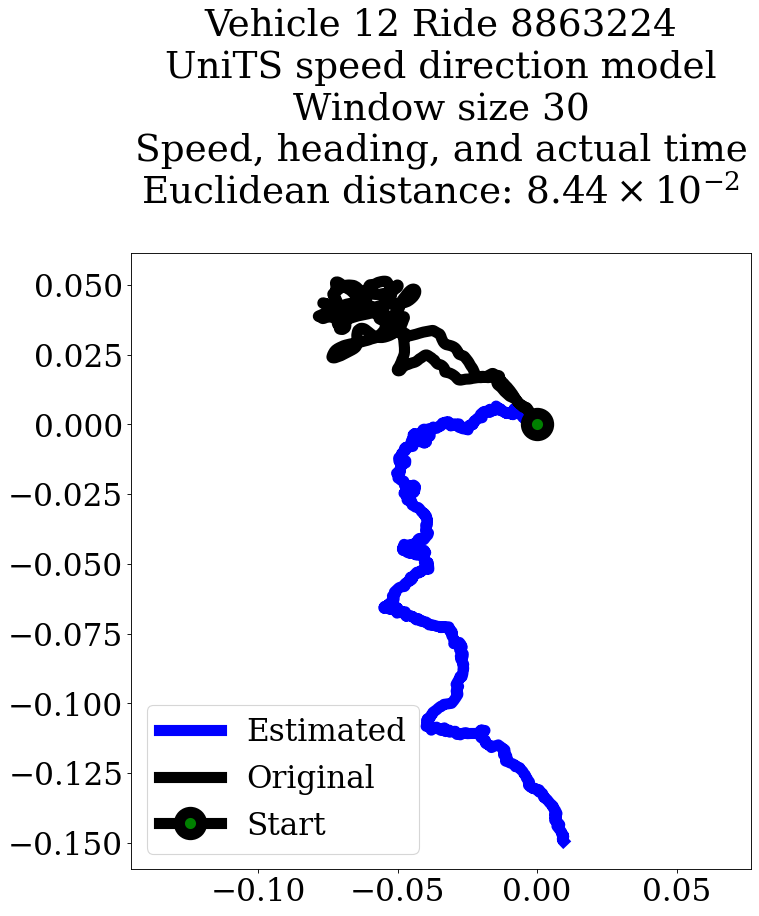 Vehicle 12 Ride 8863224
UniTS speed direction model
Window size 30
Speed, heading, and actual time
Euclidean distance: 8.44 × 10⁻²
0.050
0.025
0.000
−0.025
−0.050
−0.075
−0.100
−0.125
−0.150
Estimated
Original
Start
−0.10 −0.05 0.00 0.05